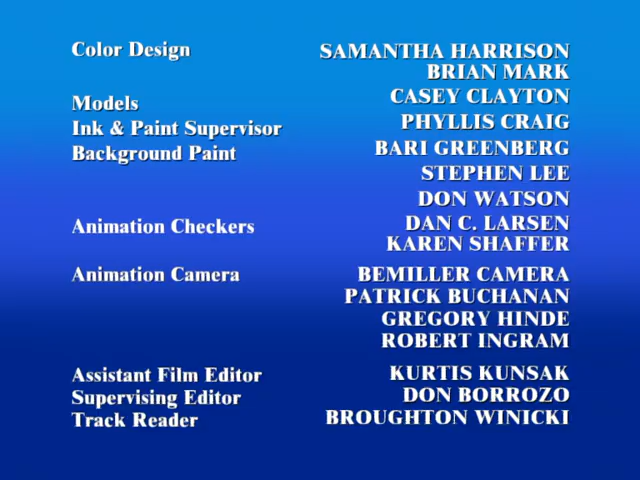 Color Design SAMANTHA HARRISON
BRIAN MARK
Models CASEY CLAYTON
Ink & Paint Supervisor PHYLLIS CRAIG
Background Paint BARI GREENBERG
STEPHEN LEE
DON WATSON
Animation Checkers DAN C. LARSEN
KAREN SHAFFER
Animation Camera BEMILLER CAMERA
PATRICK BUCHANAN
GREGORY HINDE
ROBERT INGRAM
Assistant Film Editor KURTIS KUNSAK
Supervising Editor DON BORROZO
Track Reader BROUGHTON WINICKI